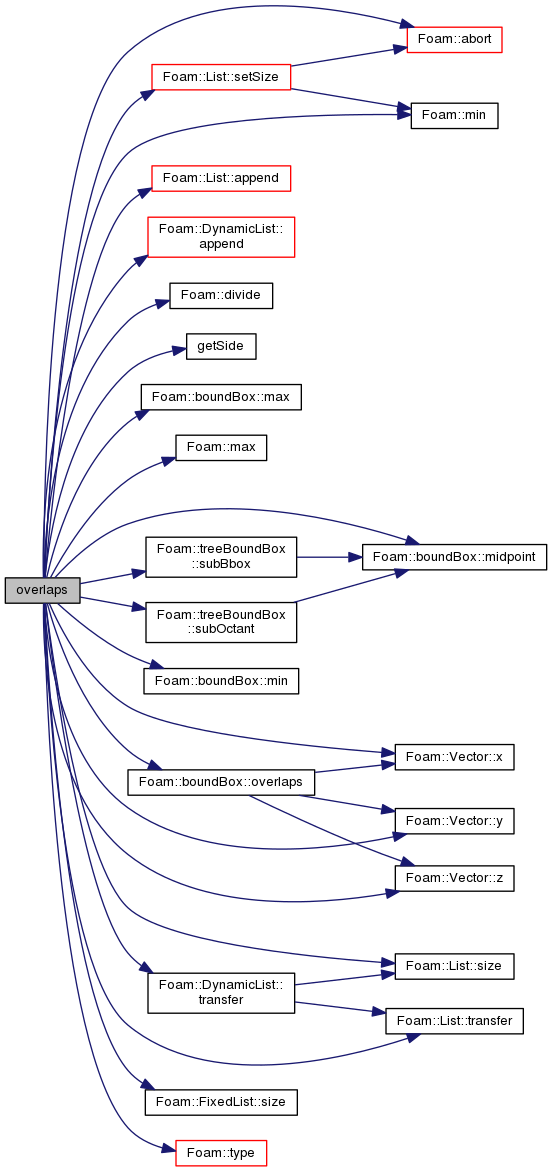 Foam::abort
Foam::List::setSize
Foam::min
Foam::List::append
Foam::DynamicList::
append
Foam::divide
getSide
Foam::boundBox::max
Foam::max
Foam::treeBoundBox
::subBbox
Foam::boundBox::midpoint
overlaps
Foam::treeBoundBox
::subOctant
Foam::boundBox::min
Foam::Vector::x
Foam::boundBox::overlaps
Foam::Vector::y
Foam::Vector::z
Foam::List::size
Foam::DynamicList::
transfer
Foam::List::transfer
Foam::FixedList::size
Foam::type